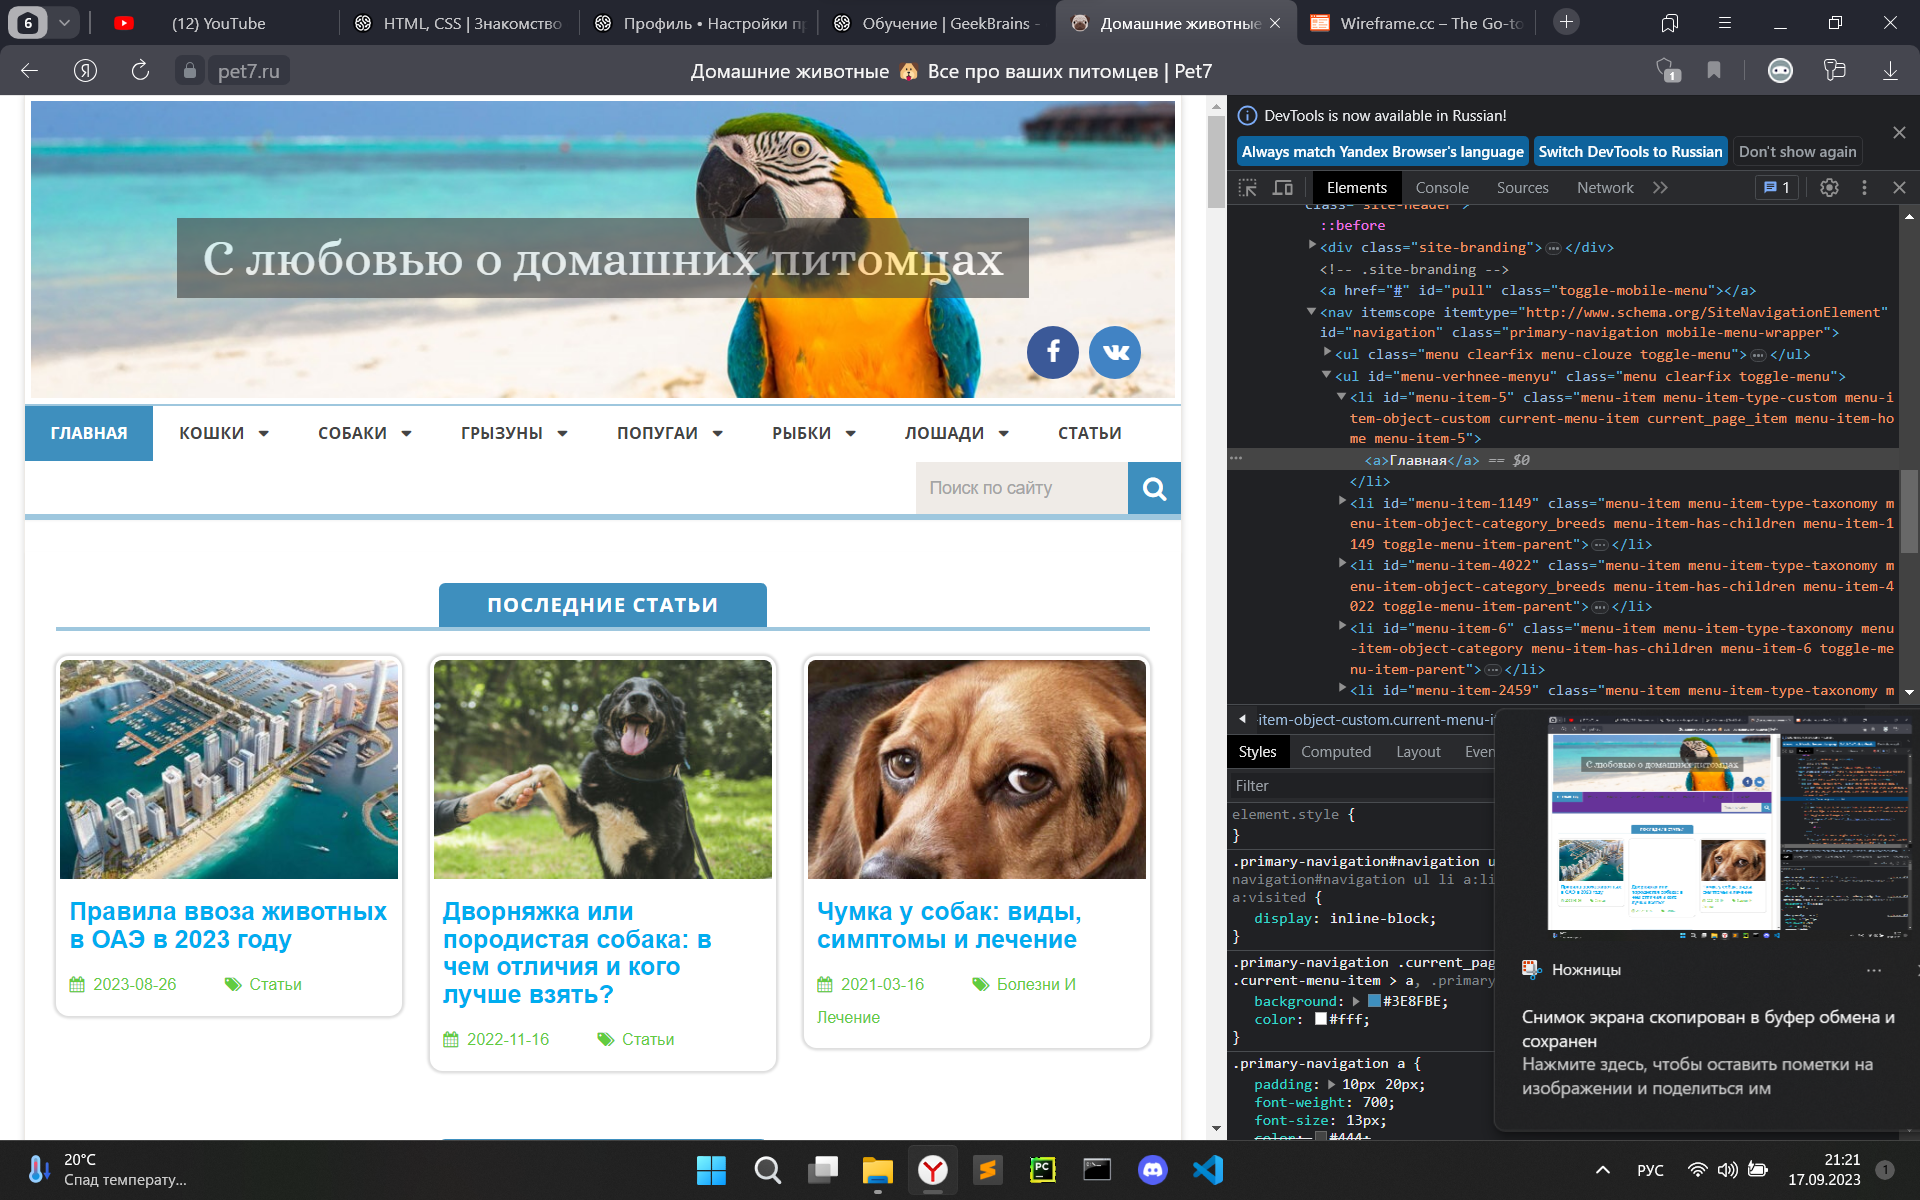 6
(12) YouTube
HTML, CSS | Знакомство
Профиль • Настройки п
Обучение | GeekBrains -
Домашние животные
Wireframe.cc – The Go-to
pet7.ru
Домашние животные 🐶 Все про ваших питомцев | Pet7
1
С любовью о домашних питомцах
ГЛАВНАЯ
КОШКИ
СОБАКИ
ГРЫЗУНЫ
ПОПУГАИ
РЫБКИ
ЛОШАДИ
СТАТЬИ
Поиск по сайту
ПОСЛЕДНИЕ СТАТЬИ
Правила ввоза животных
в ОАЭ в 2023 году
2023-08-26 Статьи
Дворняжка или
породистая собака: в
чем отличия и кого
лучше взять?
2022-11-16 Статьи
Чумка у собак: виды,
симптомы и лечение
2021-03-16 Болезни И
Лечение
DevTools is now available in Russian!
Always match Yandex Browser's language
Switch DevTools to Russian
Don't show again
Elements
Console
Sources
Network
1
class="site-header">
::before
<div class="site-branding">…</div>
<!-- .site-branding -->
<a href="#" id="pull" class="toggle-mobile-menu"></a>
<nav itemscope itemtype="http://www.schema.org/SiteNavigationElement"
id="navigation" class="primary-navigation mobile-menu-wrapper">
<ul class="menu clearfix menu-clouze toggle-menu">…</ul>
<ul id="menu-verhnee-menyu" class="menu clearfix toggle-menu">
<li id="menu-item-5" class="menu-item menu-item-type-custom menu-i
tem-object-custom current-menu-item current_page_item menu-item-ho
me menu-item-5">
<a>Главная</a> == $0
</li>
<li id="menu-item-1149" class="menu-item menu-item-type-taxonomy m
enu-item-object-category_breeds menu-item-has-children menu-item-1
149 toggle-menu-item-parent">…</li>
<li id="menu-item-4022" class="menu-item menu-item-type-taxonomy m
enu-item-object-category_breeds menu-item-has-children menu-item-4
022 toggle-menu-item-parent">…</li>
<li id="menu-item-6" class="menu-item menu-item-type-taxonomy menu
-item-object-category menu-item-has-children menu-item-6 toggle-me
nu-item-parent">…</li>
<li id="menu-item-2459" class="menu-item menu-item-type-taxonomy m
-item-object-custom.current-menu-i
Styles
Computed
Layout
Even
Filter
element.style {
}
.primary-navigation#navigation u
navigation#navigation ul li a:li
a:visited {
display: inline-block;
}
.primary-navigation .current_pag
.current-menu-item > a, .primary
background: #3E8FBE;
color: #fff;
}
.primary-navigation a {
padding: 10px 20px;
font-weight: 700;
font-size: 13px;
color: #444;
С любовью о домашних питомцах
Ножницы
Снимок экрана скопирован в буфер обмена и
сохранен
Нажмите здесь, чтобы оставить пометки на
изображении и поделиться им
20°C
Спад температу...
PC
РУС
21:21
17.09.2023
1